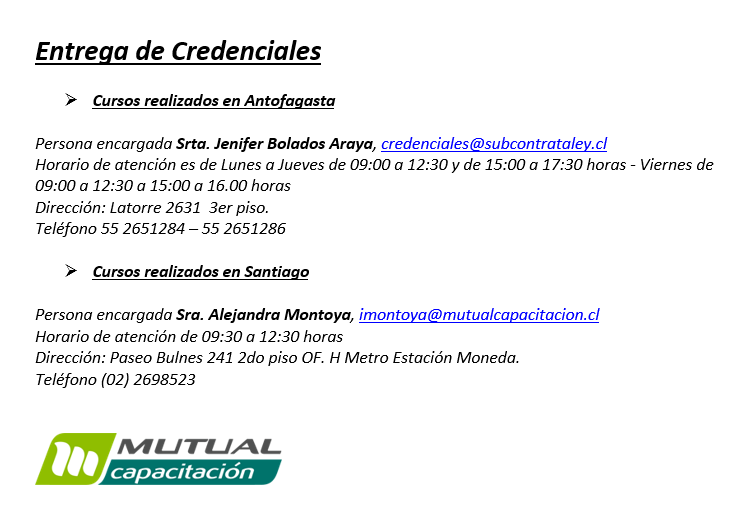 Entrega de Credenciales
Cursos realizados en Antofagasta
Persona encargada Srta. Jenifer Bolados Araya, credenciales@subcontrataley.cl
Horario de atención es de Lunes a Jueves de 09:00 a 12:30 y de 15:00 a 17:30 horas - Viernes de
09:00 a 12:30 a 15:00 a 16.00 horas
Dirección: Latorre 2631  3er piso.
Teléfono 55 2651284 – 55 2651286
Cursos realizados en Santiago
Persona encargada Sra. Alejandra Montoya, imontoya@mutualcapacitacion.cl
Horario de atención de 09:30 a 12:30 horas
Dirección: Paseo Bulnes 241 2do piso OF. H Metro Estación Moneda.
Teléfono (02) 2698523
MUTUAL
capacitación